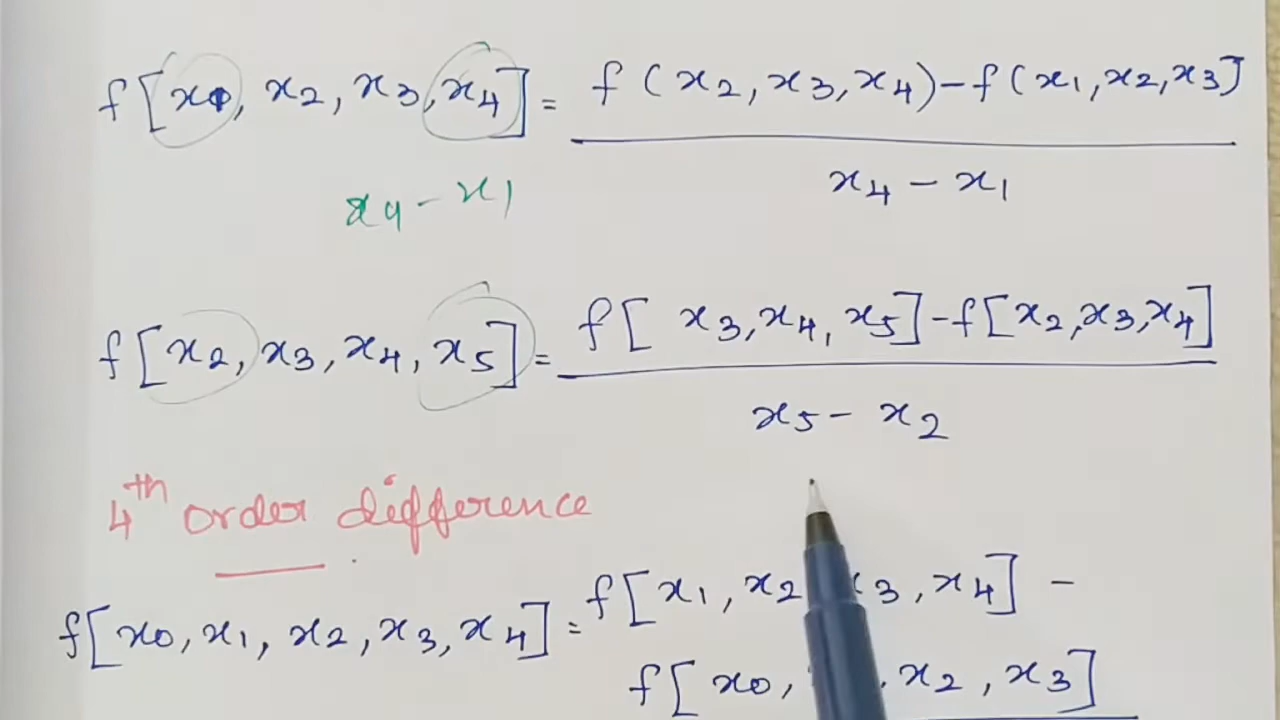 f[x1, x2, x3, x4] = f(x2, x3, x4) - f(x1, x2, x3]
x4 - x1
x4 - x1
f[x2, x3, x4, x5] = f[x3, x4, x5] - f[x2, x3, x4]
x5 - x2
4th order difference
f[x0, x1, x2, x3, x4] = f[x1, x2, x3, x4] -
f[x0, , x2, x3]